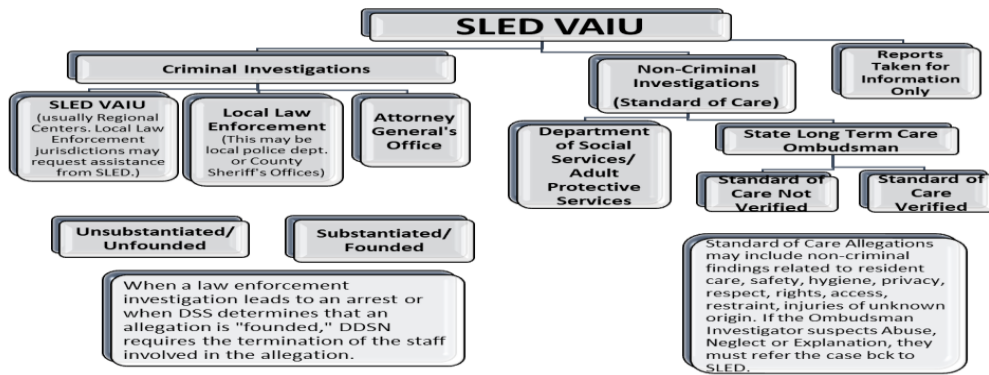 SLED VAIU
Criminal Investigations
Non-Criminal
Investigations
(Standard of Care)
Reports
Taken for
Information
Only
SLED VAIU
(usually Regional
Centers. Local Law
Enforcement
jurisdictions may
request assistance
from SLED.)
Local Law
Enforcement
(This may be
local police dept.
or County
Sheriff's Offices)
Attorney
General's
Office
Department
of Social
Services/
Adult
Protective
Services
State Long Term Care
Ombudsman
Standard of
Care Not
Verified
Standard of
Care
Verified
Unsubstantiated/
Unfounded
Substantiated/
Founded
When a law enforcement
investigation leads to an arrest or
when DSS determines that an
allegation is "founded," DDSN
requires the termination of the staff
involved in the allegation.
Standard of Care Allegations
may include non-criminal
findings related to resident
care, safety, hygiene, privacy,
respect, rights, access,
restraint, injuries of unknown
origin. If the Ombudsman
Investigator suspects Abuse,
Neglect or Explanation, they
must refer the case bck to
SLED.